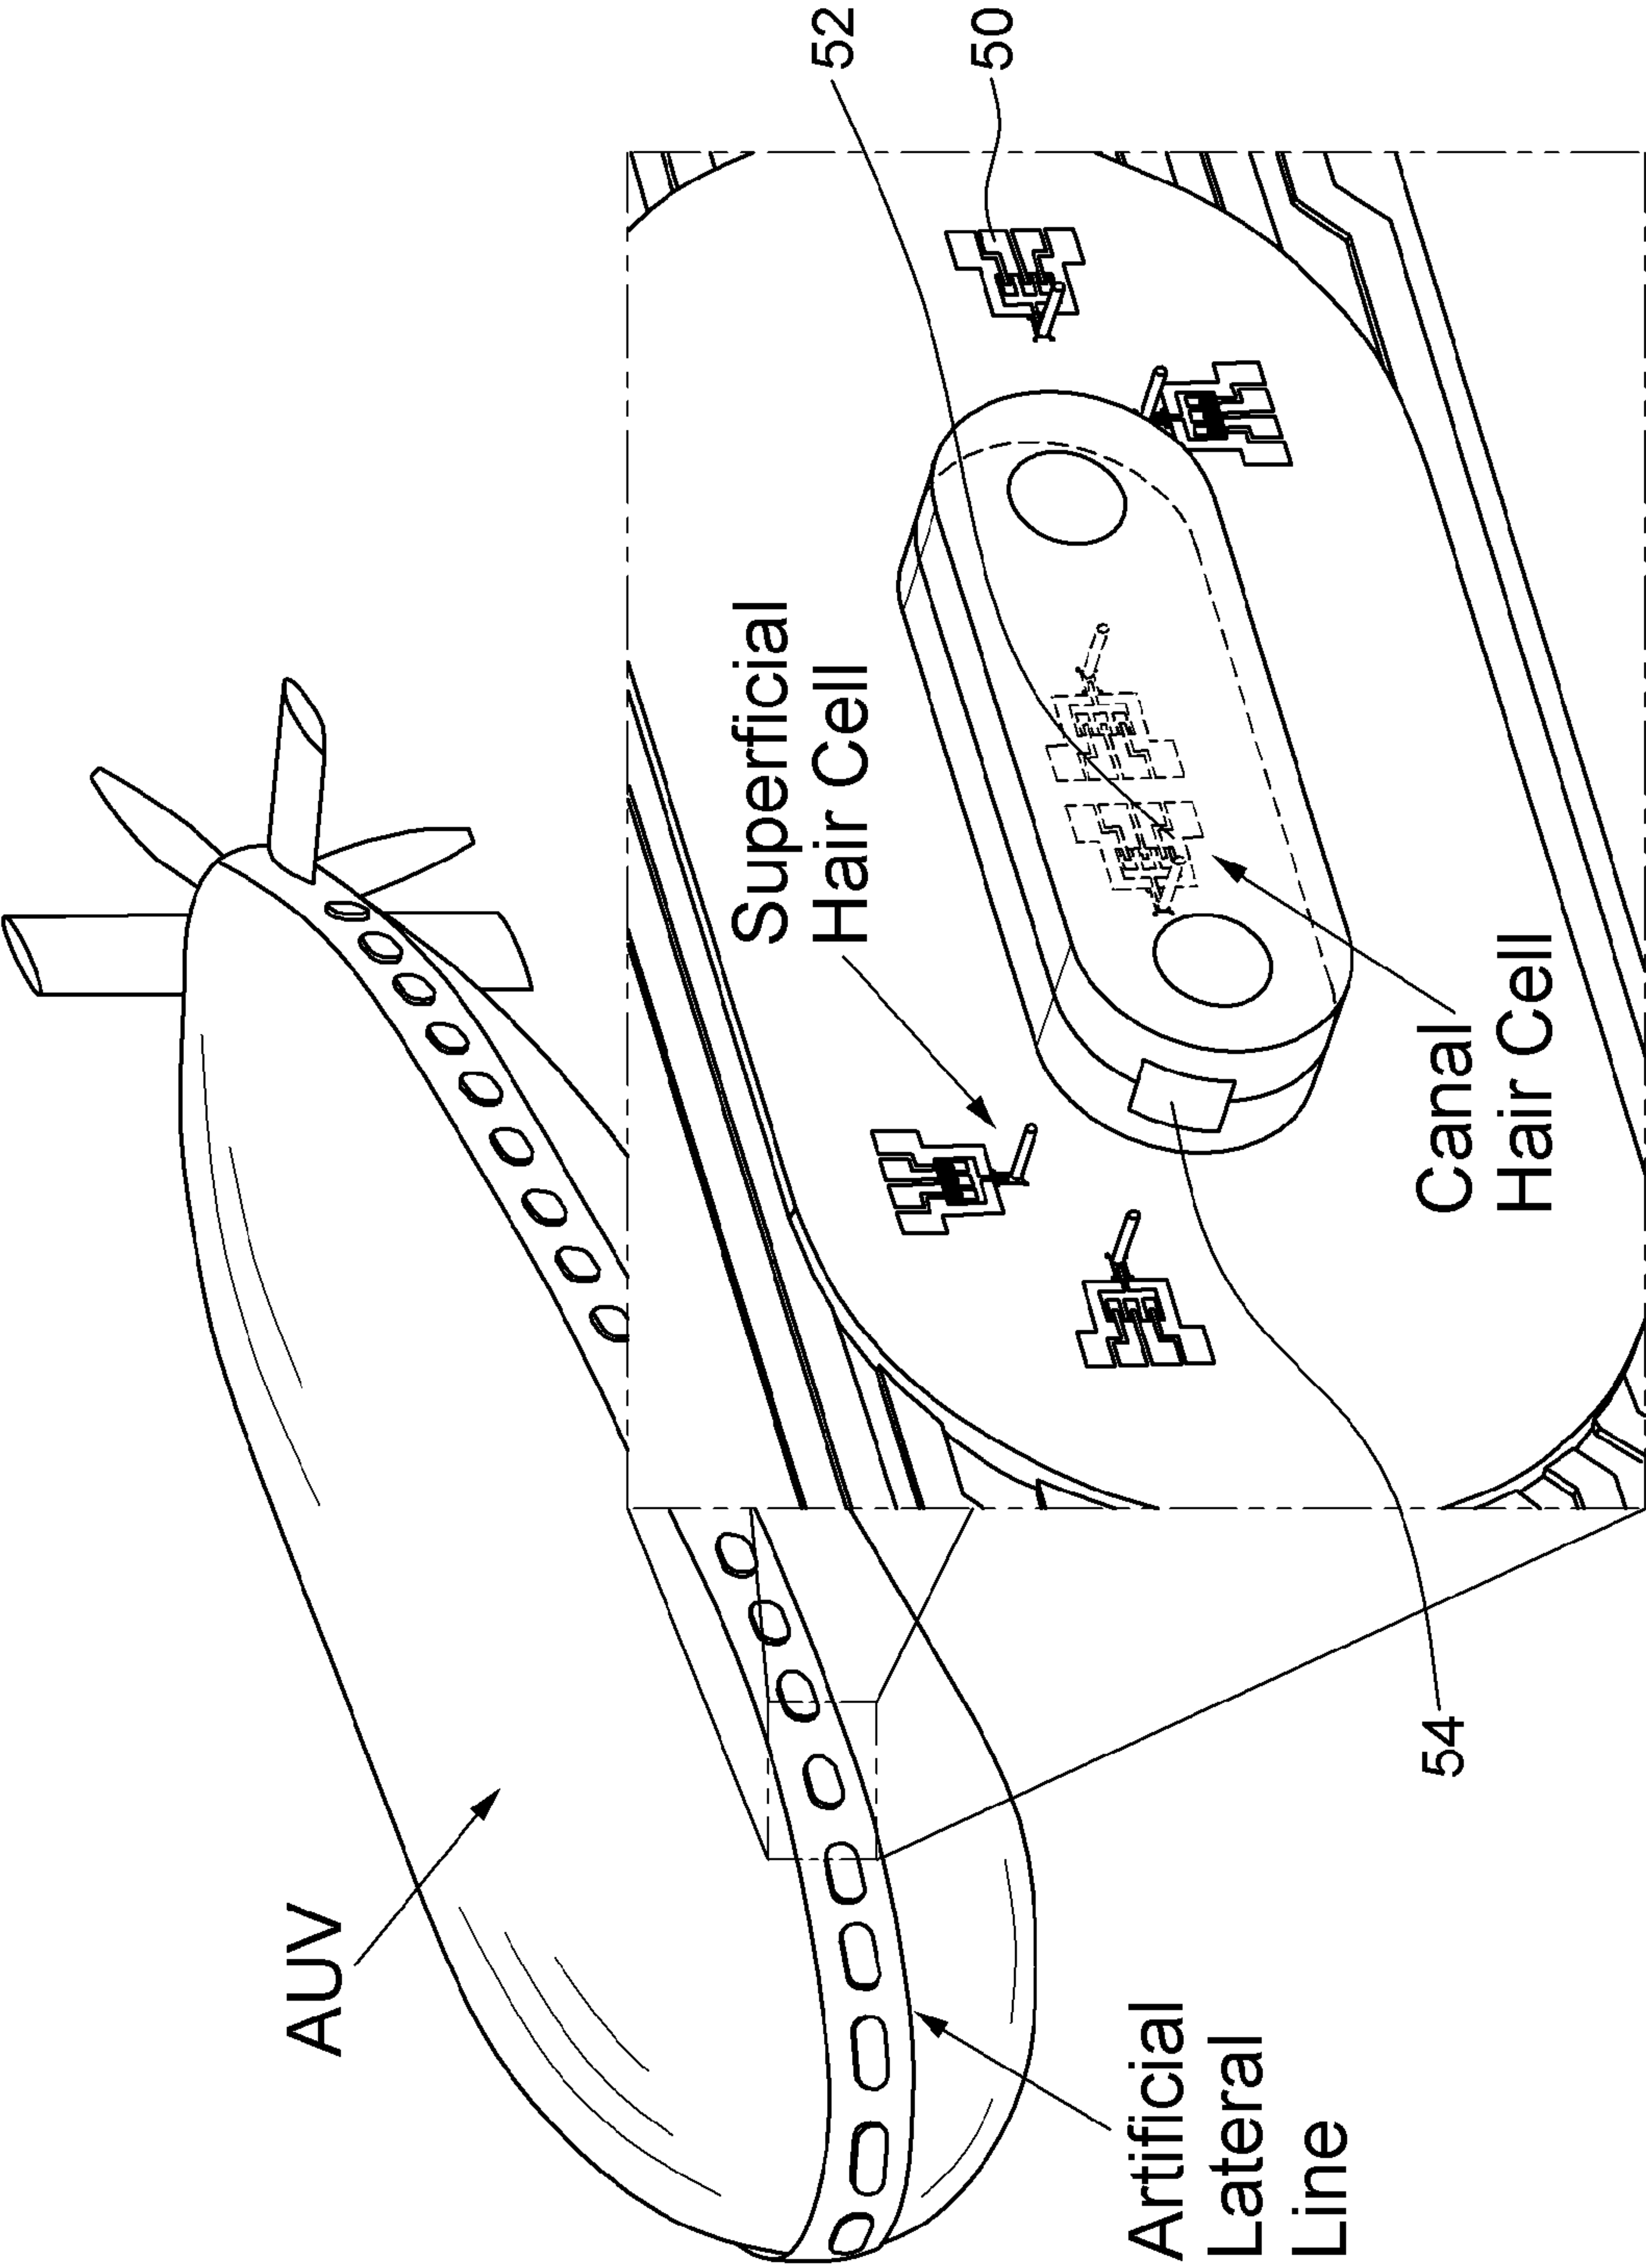 AUV
Artificial
Lateral
Line
Superficial
Hair Cell
Canal
Hair Cell
54
52
50